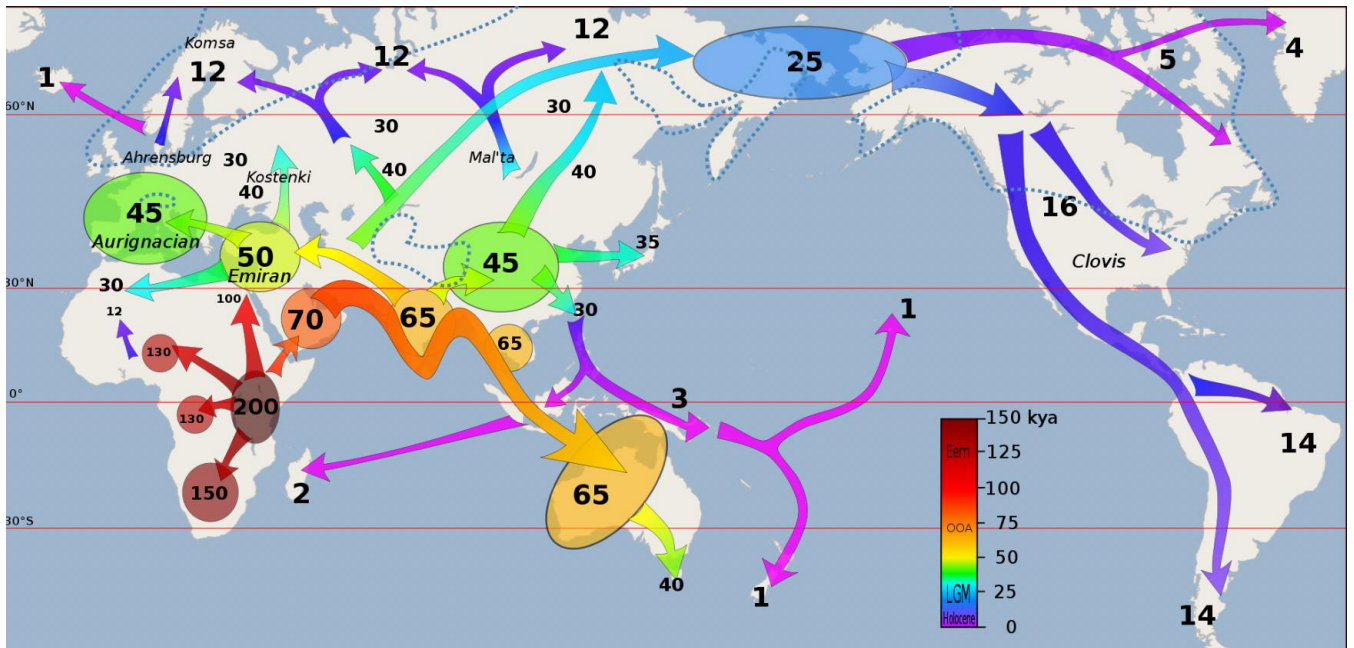 Komsa
12
1
12
12
25
5
4
60°N
30
30
Ahrensburg
30
40
Mal'ta
Kostenki
40
40
45
16
Aurignacian
50
45
35
Clovis
Emiran
30°N
30
100
30
12
70
65
65
1
130
0°
200
3
130
150 kya
Eem
125
14
2
150
65
100
OOA
75
30°S
50
40
LGM
25
1
14
Holocene
0